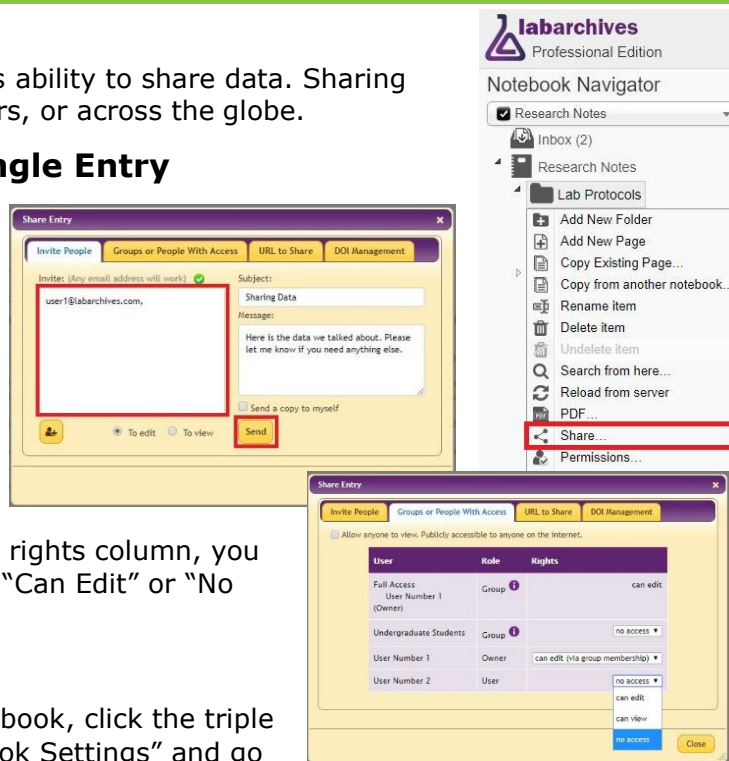 s ability to share data. Sharing
rs, or across the globe.
ngle Entry
labarchives
Professional Edition
Notebook Navigator
Research Notes
Inbox (2)
Research Notes
Lab Protocols
Add New Folder
Add New Page
Copy Existing Page...
Copy from another notebook...
Rename item
Delete item
Undelete item
Search from here...
Reload from server
PDF...
Share...
Permissions...
Share Entry
Invite People Groups or People With Access URL to Share DOI Management
Invite: (Any email address will work)
user1@labarchives.com,
To edit To view
Subject:
Sharing Data
Message:
Here is the data we talked about. Please
let me know if you need anything else.
Send a copy to myself
Send
rights column, you
“Can Edit” or “No
Share Entry
Invite People Groups or People With Access URL to Share DOI Management
Allow anyone to view. Publicly accessible to anyone on the internet.
User Role Rights
Full Access Group can edit
User Number 1
(Owner)
Undergraduate Students Group no access
User Number 1 Owner can edit (via group membership)
User Number 2 User no access
can edit
can view
no access
Close
book, click the triple
ok Settings” and go